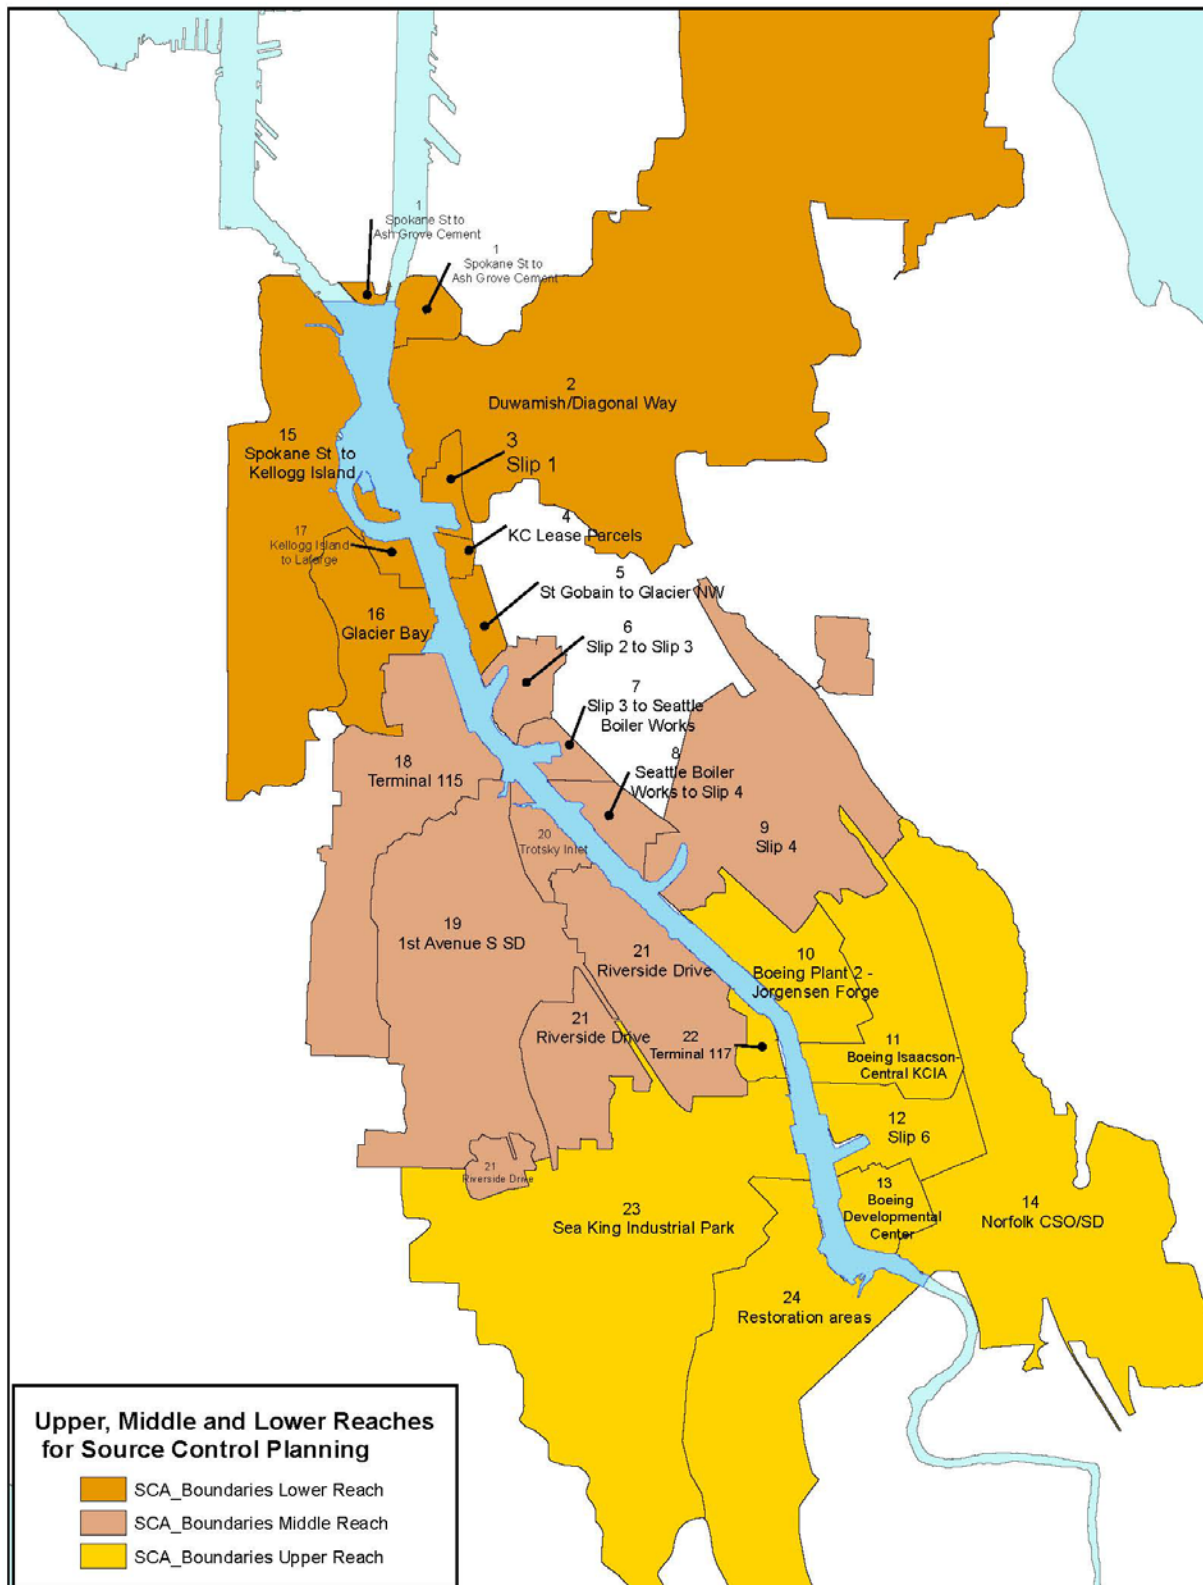 1
Spokane St to
Ash Grove Cement
1
Spokane St to
Ash Grove Cement
2
Duwamish/Diagonal Way
15
Spokane St to
Kellogg Island
3
Slip 1
4
KC Lease Parcels
17
Kellogg Island
to Lafarge
5
St Gobain to Glacier NW
16
Glacier Bay
6
Slip 2 to Slip 3
7
Slip 3 to Seattle
Boiler Works
18
Terminal 115
8
Seattle Boiler
Works to Slip 4
20
Trotsky Inlet
9
Slip 4
19
1st Avenue S SD
21
Riverside Drive
10
Boeing Plant 2 -
Jorgensen Forge
21
Riverside Drive
22
Terminal 117
11
Boeing Isaacson-
Central KCIA
12
Slip 6
21
Riverside Drive
13
Boeing
Developmental
Center
23
Sea King Industrial Park
14
Norfolk CSO/SD
24
Restoration areas
Upper, Middle and Lower Reaches
for Source Control Planning
SCA_Boundaries Lower Reach
SCA_Boundaries Middle Reach
SCA_Boundaries Upper Reach